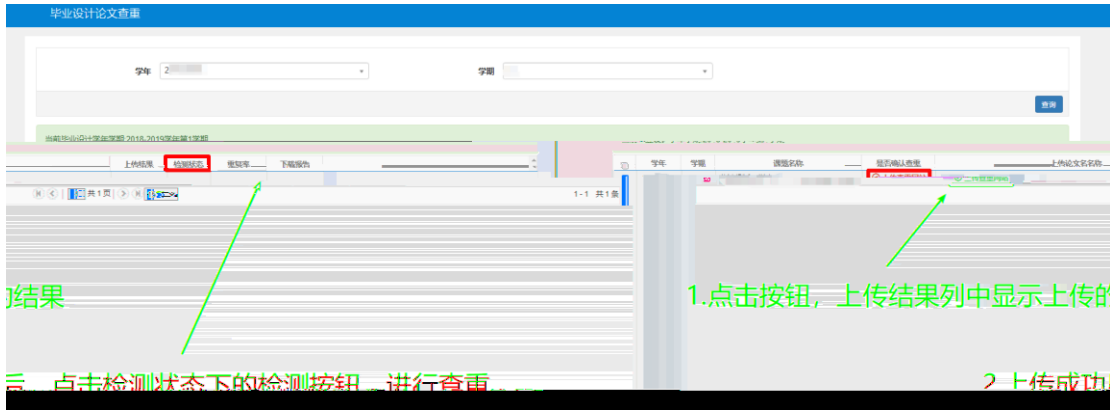 毕业设计论文查重
学年 2
学期
查询
当前毕业设计学年学期 2018-2019学年第1学期
上传结果 检测状态 重复率 下载报告
学年 学期 课题名称 是否确认查重 上传论文名称
共1页
1-1 共1条
的结果
1.点击按钮，上传结果列中显示上传的
后，点击检测状态下的检测按钮，进行查重
2.上传成功